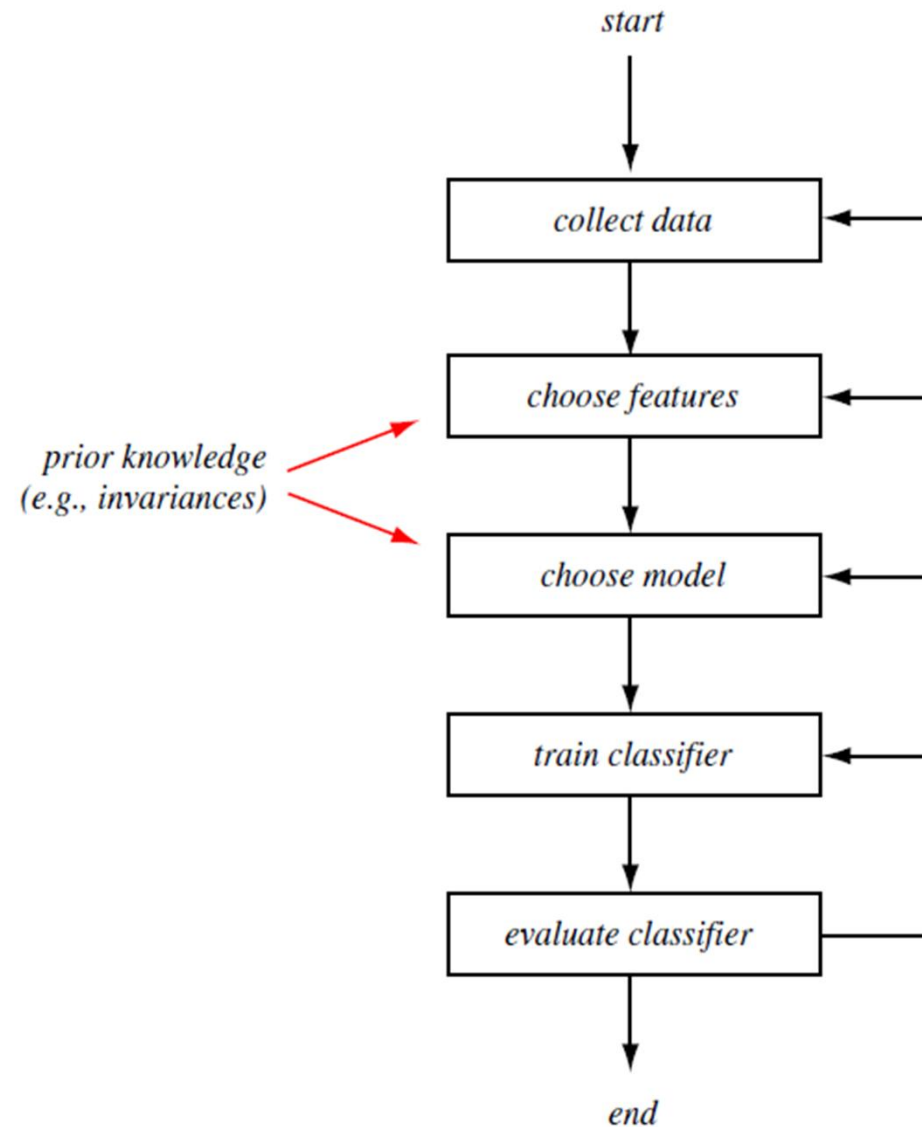 start
collect data
choose features
prior knowledge
(e.g., invariances)
choose model
train classifier
evaluate classifier
end